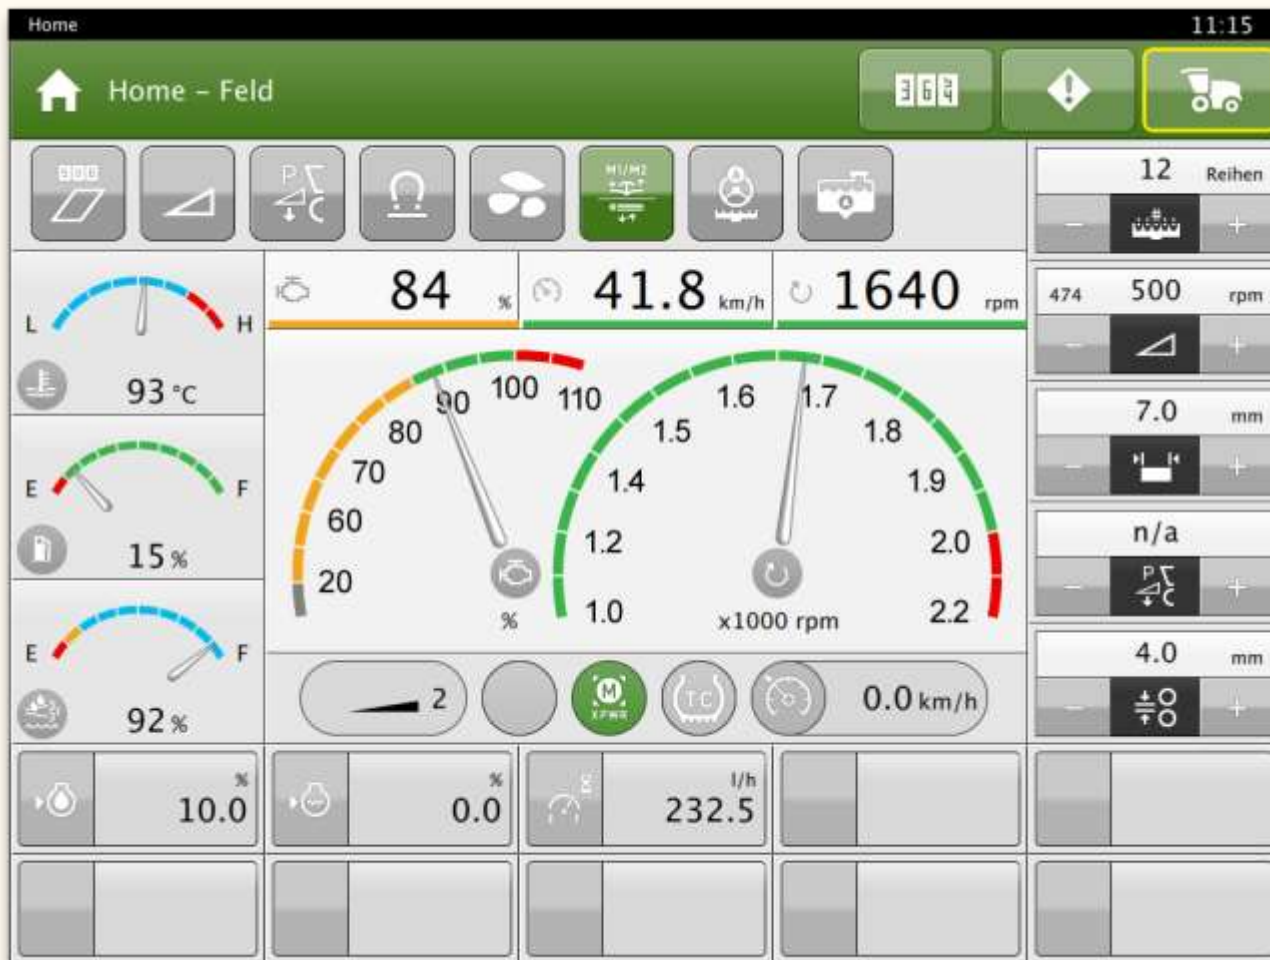 Home
11:15
Home – Feld
M1/M2
P
12 Reihen
84 %
41.8 km/h
1640 rpm
L H
93 °C
474 500 rpm
7.0 mm
n/a
P
4.0 mm
E F
15 %
E F
92 %
20 60 70 80 90 100 110
%
1.0 1.2 1.4 1.5 1.6 1.7 1.8 1.9 2.0 2.2
x1000 rpm
2
M
XPWR
TC
0.0 km/h
%
10.0
%
0.0
l/h
232.5